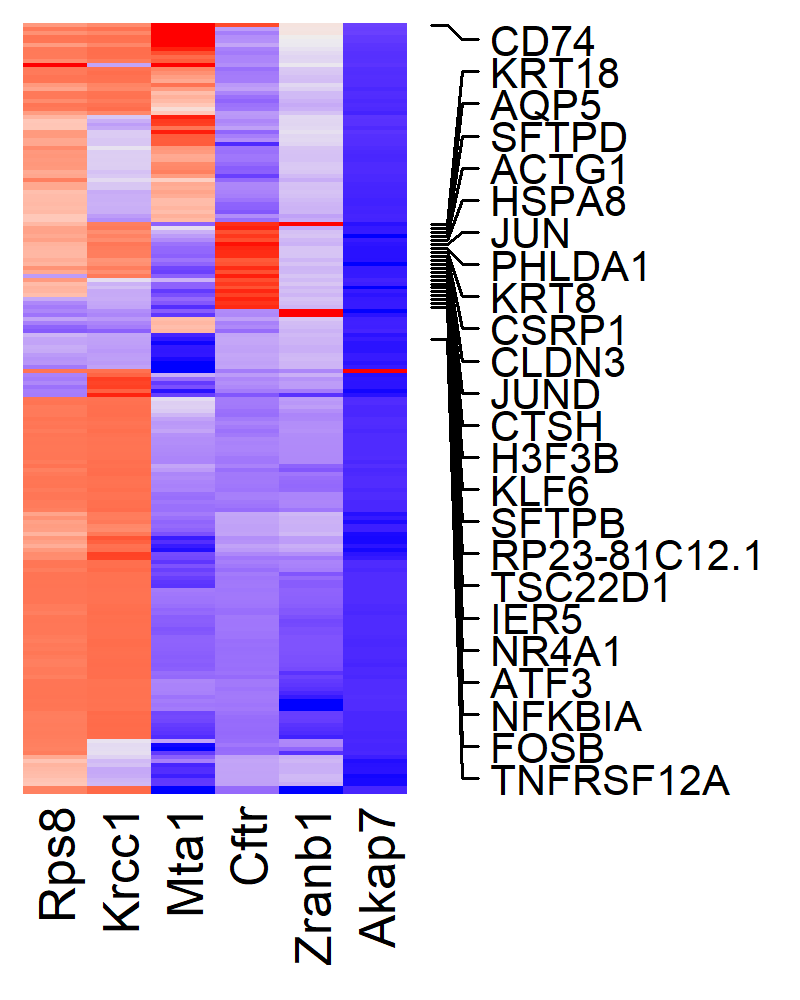 CD74
KRT18
AQP5
SFTPD
ACTG1
HSPA8
JUN
PHLDA1
KRT8
CSRP1
CLDN3
JUND
CTSH
H3F3B
KLF6
SFTPB
RP23-81C12.1
TSC22D1
IER5
NR4A1
ATF3
NFKBIA
FOSB
TNFRSF12A
Rps8
Krcc1
Mta1
Cftr
Zranb1
Akap7